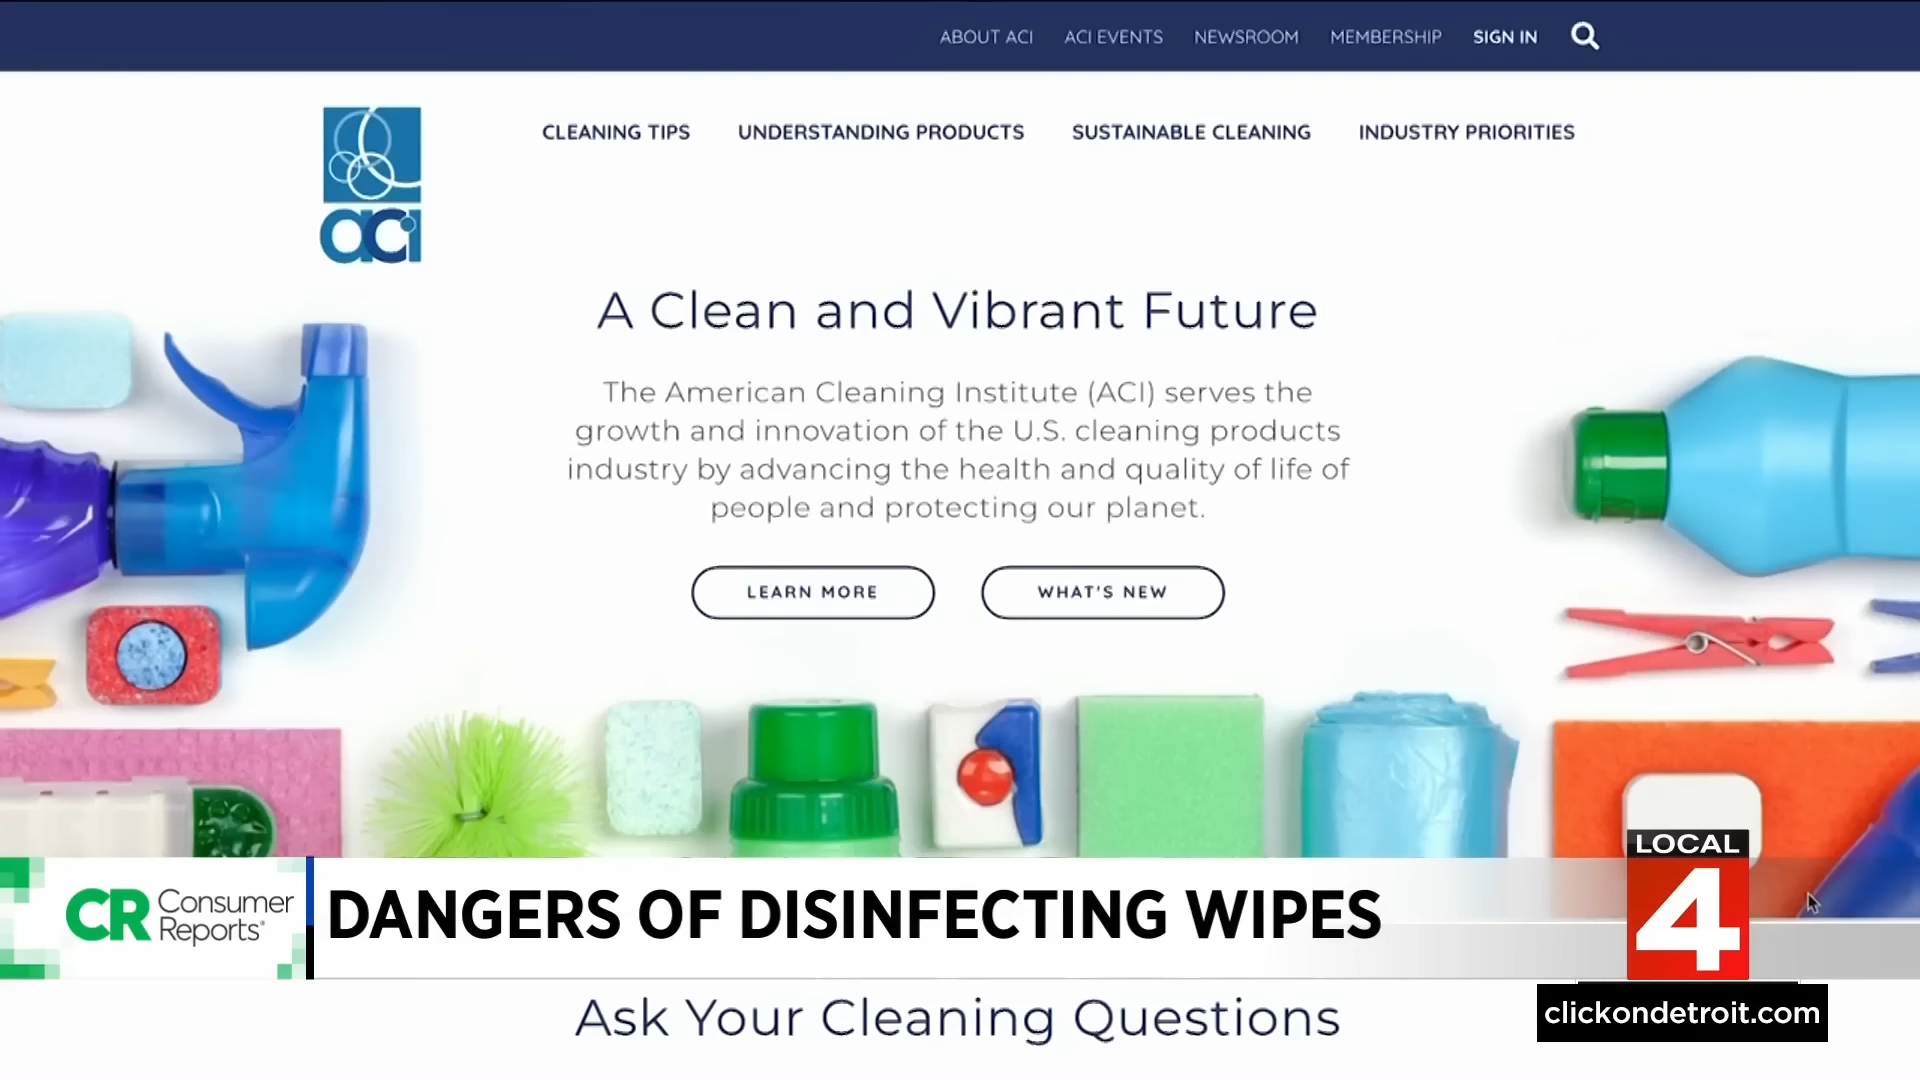 ABOUT ACI
ACI EVENTS
NEWSROOM
MEMBERSHIP
SIGN IN
aci
CLEANING TIPS
UNDERSTANDING PRODUCTS
SUSTAINABLE CLEANING
INDUSTRY PRIORITIES
A Clean and Vibrant Future
The American Cleaning Institute (ACI) serves the
growth and innovation of the U.S. cleaning products
industry by advancing the health and quality of life of
people and protecting our planet.
LEARN MORE
WHAT'S NEW
CR Consumer
Reports®
DANGERS OF DISINFECTING WIPES
LOCAL
4
Ask Your Cleaning Questions
clickondetroit.com